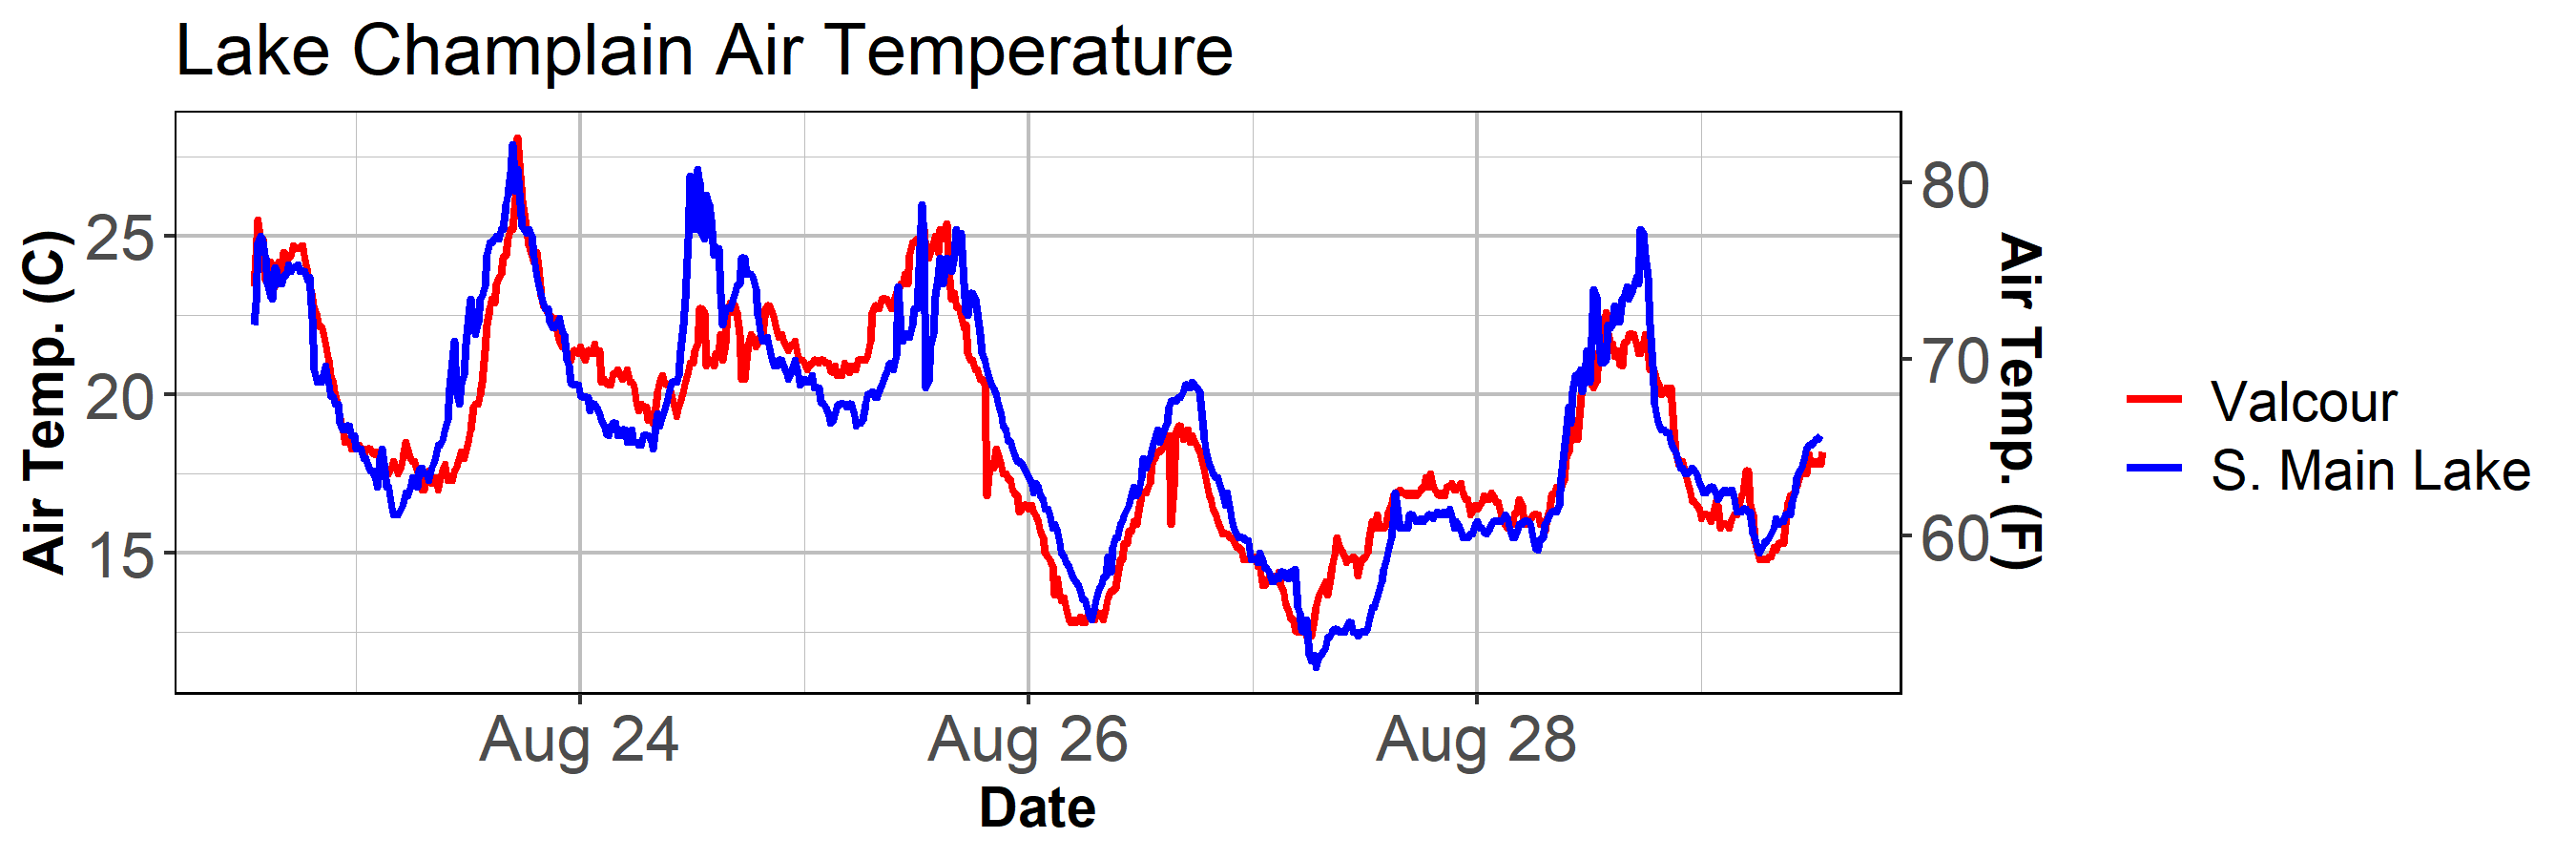 Lake Champlain Air Temperature
Air Temp. (C)
25
20
15
80
70
60
Air Temp. (F)
Aug 24
Aug 26
Aug 28
Date
Valcour
S. Main Lake